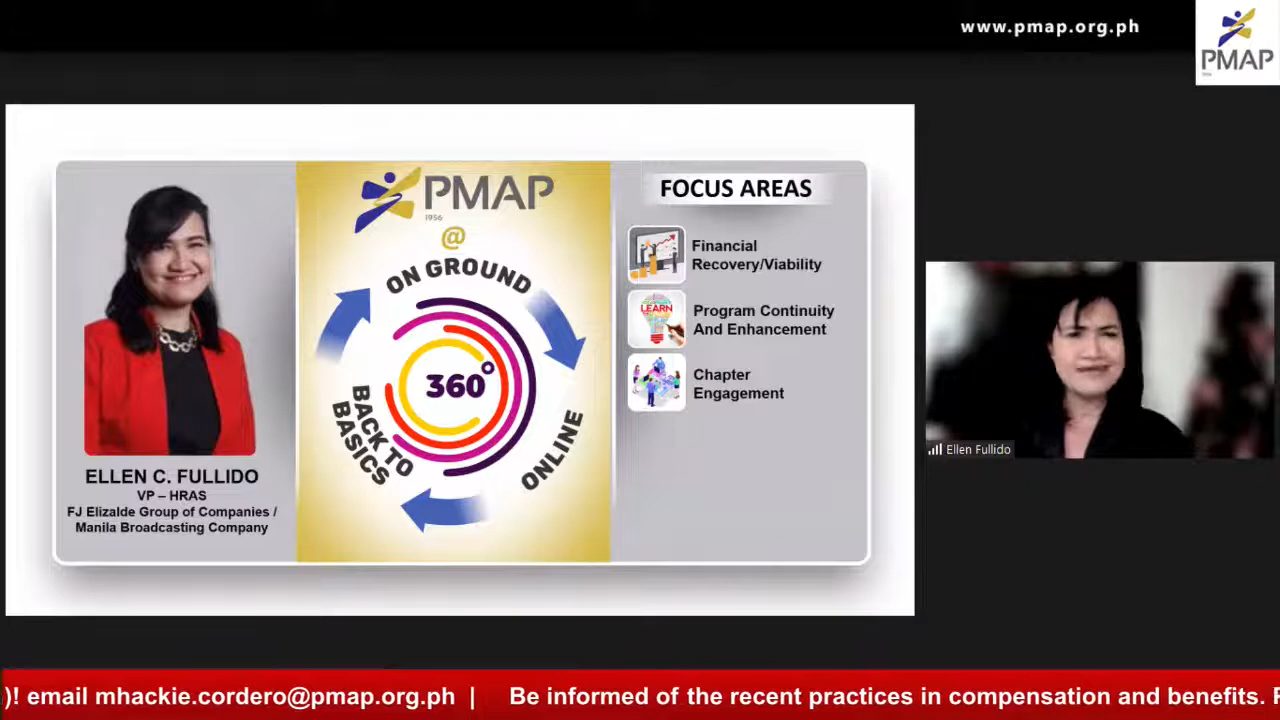 www.pmap.org.ph
PMAP
PMAP
1956
@
ON GROUND
ONLINE
BACK TO
BASICS
360°
ELLEN C. FULLIDO
VP – HRAS
FJ Elizalde Group of Companies /
Manila Broadcasting Company
FOCUS AREAS
Financial
Recovery/Viability
LEARN
Program Continuity
And Enhancement
Chapter
Engagement
Ellen Fullido
)! email mhackie.cordero@pmap.org.ph | Be informed of the recent practices in compensation and benefits.